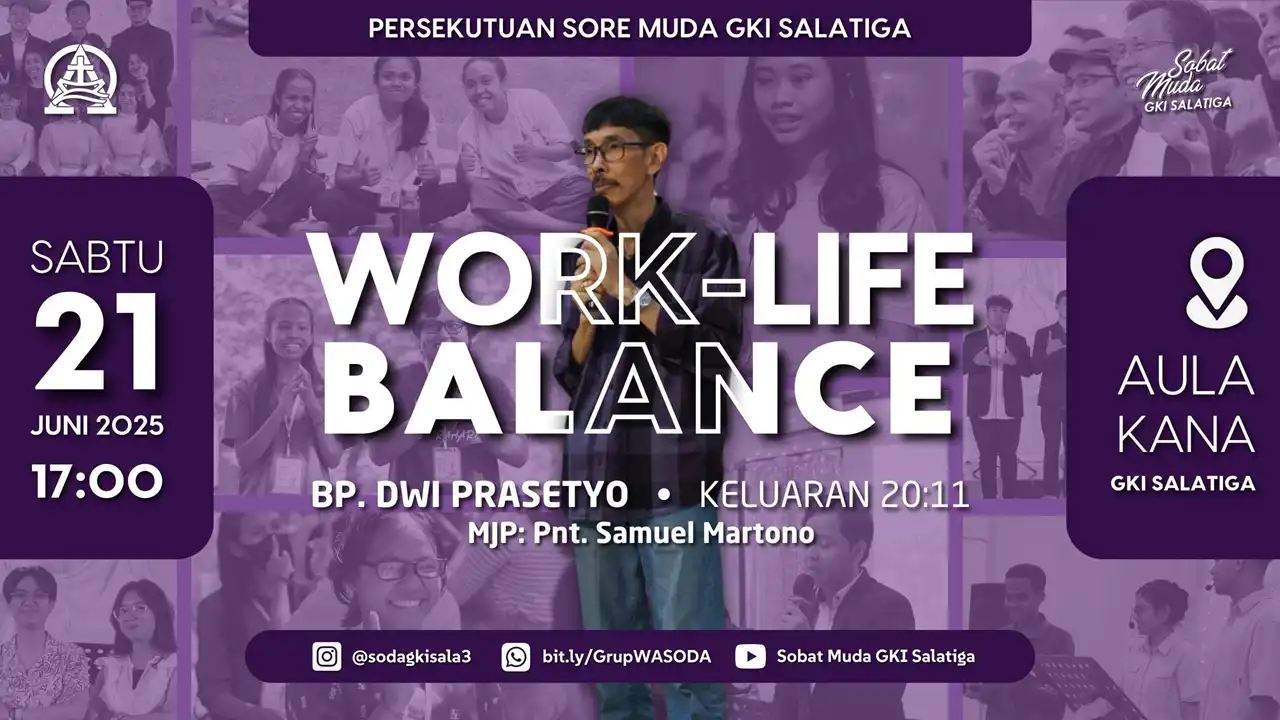 PERSEKUTUAN SORE MUDA GKI SALATIGA
Sobat
Muda
GKI SALATIGA
SABTU
21
JUNI 2025
17:00
WORK-LIFE
BALANCE
BP. DWI PRASETYO • KELUARAN 20:11
MJP: Pnt. Samuel Martono
AULA
KANA
GKI SALATIGA
@sodagkisala3
bit.ly/GrupWASODA
Sobat Muda GKI Salatiga